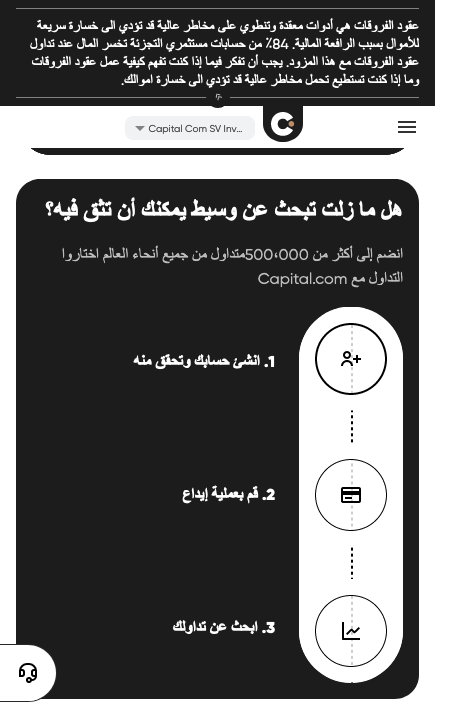 عقود الفروقات هي أدوات معقدة وتنطوي على مخاطر عالية قد تؤدي الى خسارة سريعة
للأموال بسبب الرافعة المالية. 84٪ من حسابات مستثمري التجزئة تخسر المال عند تداول
عقود الفروقات مع هذا المزود. يجب أن تفكر فيما إذا كنت تفهم كيفية عمل عقود الفروقات
وما إذا كنت تستطيع تحمل مخاطر عالية قد تؤدي الى خسارة اموالك.
Capital Com SV Inv...
هل ما زلت تبحث عن وسيط يمكنك أن تثق فيه؟
انضم إلى أكثر من 500،000متداول من جميع أنحاء العالم اختاروا
التداول مع Capital.com
1. انشئ حسابك وتحقق منه
2. قم بعملية إيداع
3. ابحث عن تداولك